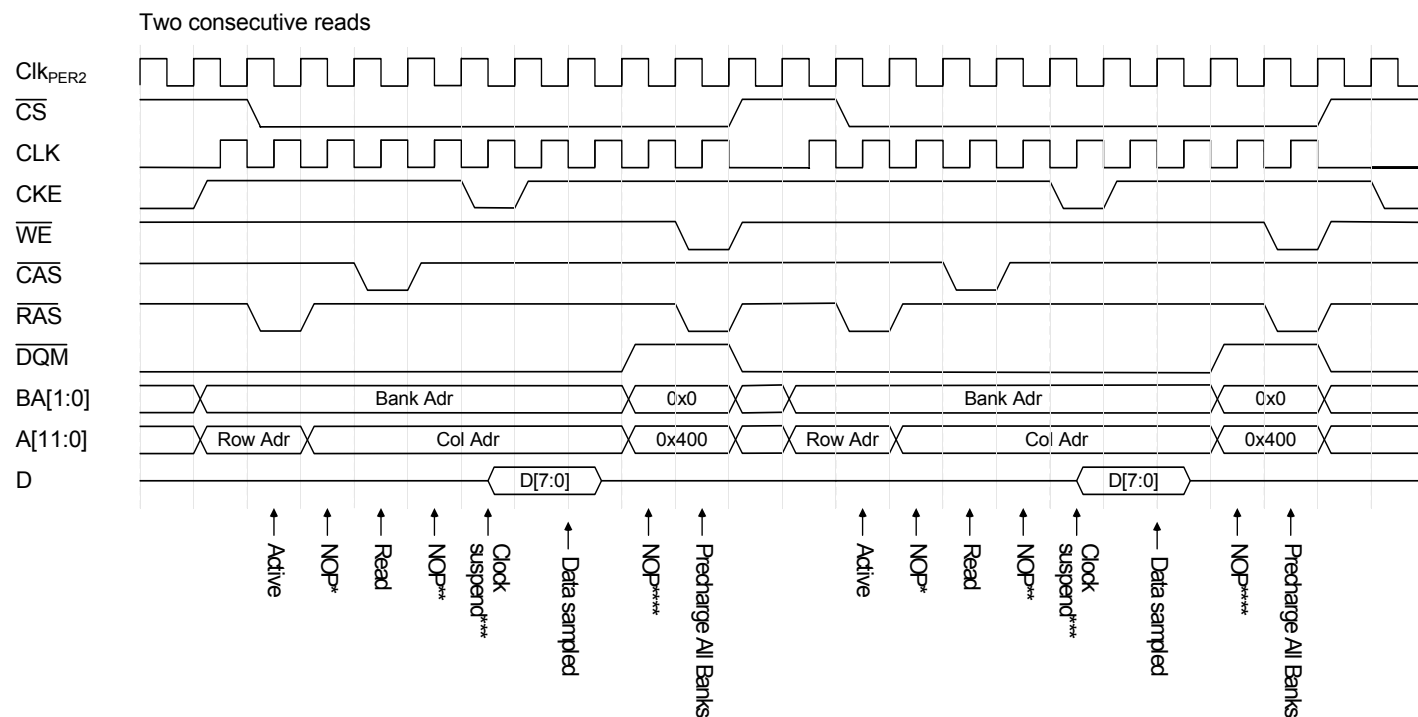 Two consecutive reads
ClkPER2
CS
CLK
CKE
WE
CAS
RAS
DQM
BA[1:0] Bank Adr 0x0 Bank Adr 0x0
A[11:0] Row Adr Col Adr 0x400 Row Adr Col Adr 0x400
D D[7:0] D[7:0]
Active
NOP*
Read
NOP**
Clock
suspend***
Data sampled
NOP****
Precharge All Banks
Active
NOP*
Read
NOP**
Clock
suspend***
Data sampled
NOP****
Precharge All Banks